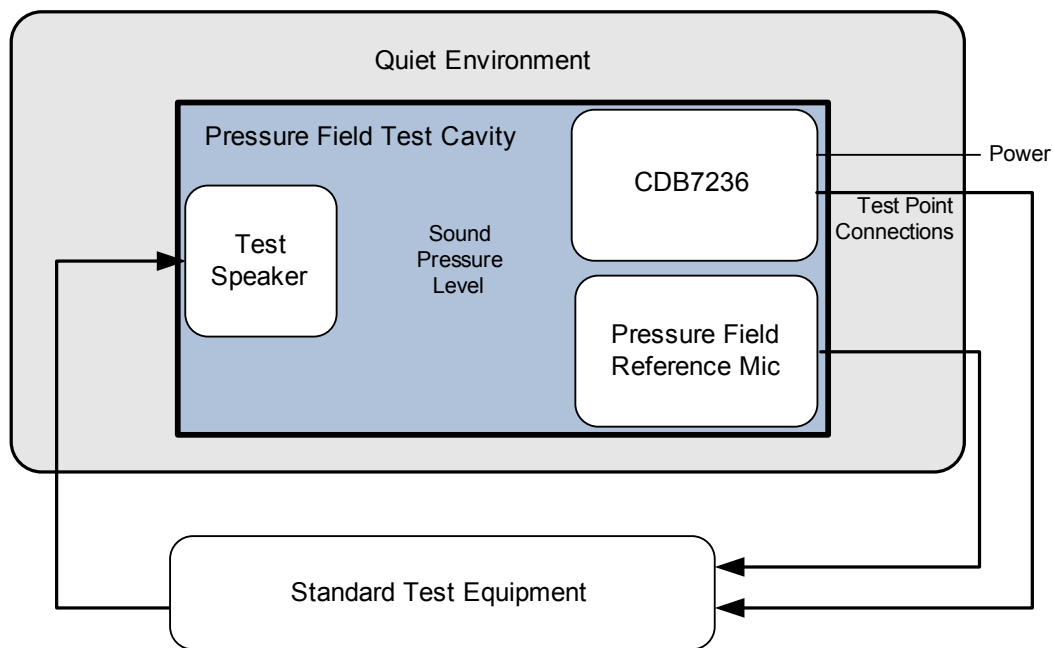 Quiet Environment
Pressure Field Test Cavity
CDB7236
Power
Test Point
Connections
Test
Speaker
Sound
Pressure
Level
Pressure Field
Reference Mic
Standard Test Equipment